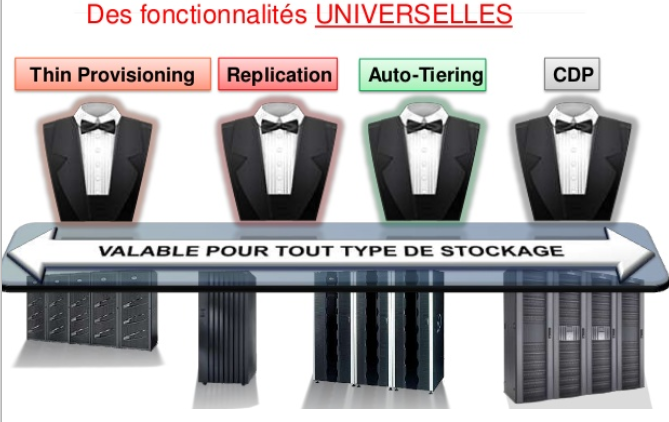 Des fonctionnalités UNIVERSELLES
Thin Provisioning
Replication
Auto-Tiering
CDP
VALABLE POUR TOUT TYPE DE STOCKAGE